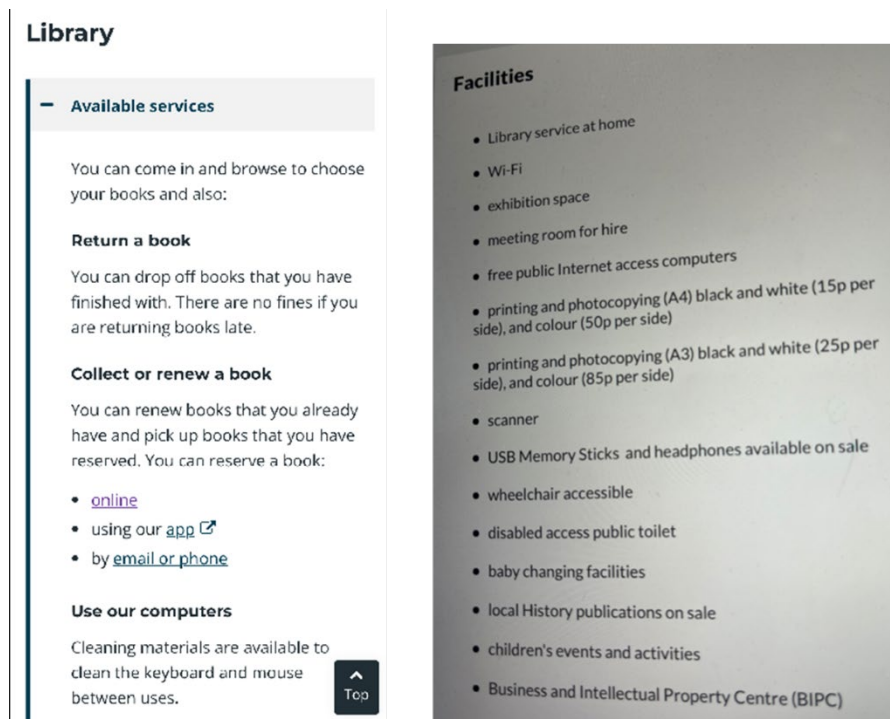 Library
Available services
You can come in and browse to choose
your books and also:
Return a book
You can drop off books that you have
finished with. There are no fines if you
are returning books late.
Collect or renew a book
You can renew books that you already
have and pick up books that you have
reserved. You can reserve a book:
• online
• using our app
• by email or phone
Use our computers
Cleaning materials are available to
clean the keyboard and mouse
between uses.
Top
Facilities
• Library service at home
• Wi-Fi
• exhibition space
• meeting room for hire
• free public Internet access computers
• printing and photocopying (A4) black and white (15p per
side), and colour (50p per side)
• printing and photocopying (A3) black and white (25p per
side), and colour (85p per side)
• scanner
• USB Memory Sticks and headphones available on sale
• wheelchair accessible
• disabled access public toilet
• baby changing facilities
• local History publications on sale
• children's events and activities
• Business and Intellectual Property Centre (BIPC)